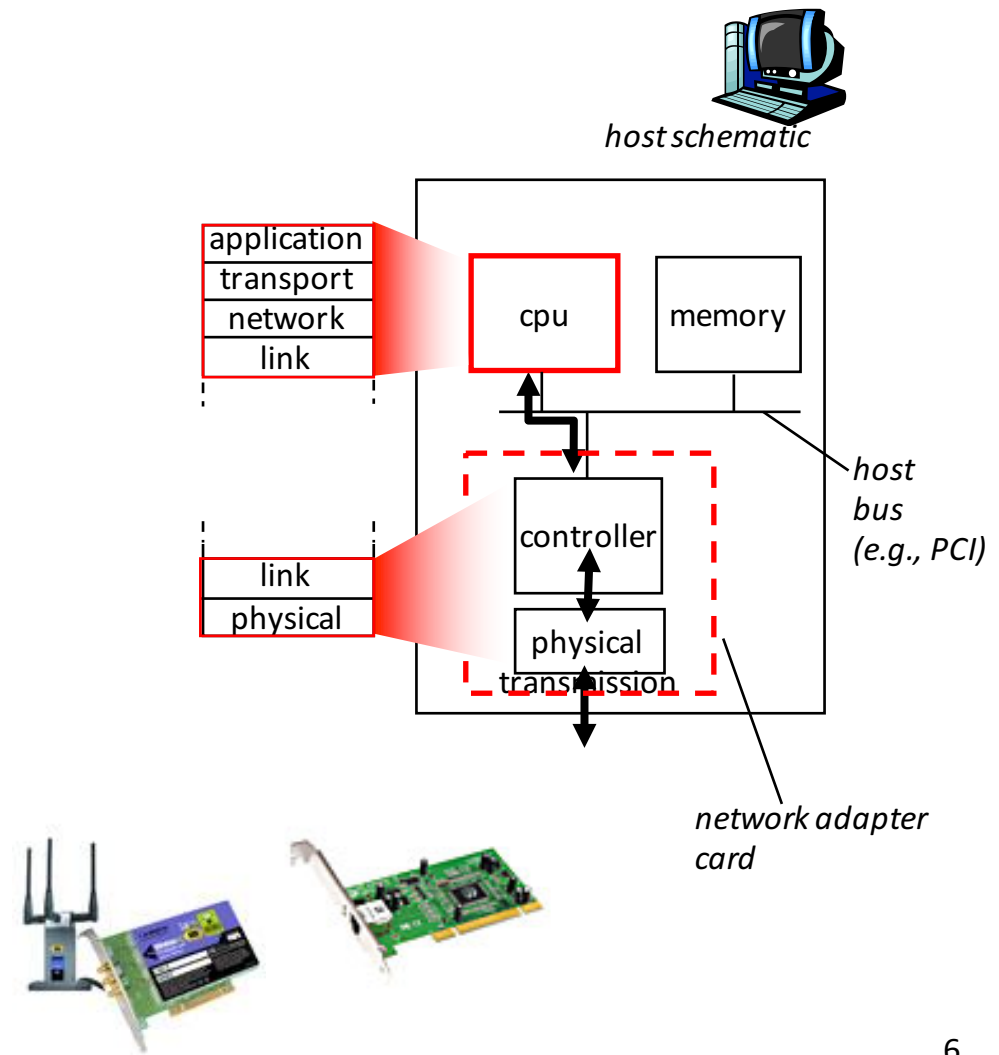 host schematic
application
transport
network
link
cpu
memory
host
bus
(e.g., PCI)
controller
link
physical
physical
transmission
network adapter
card
6